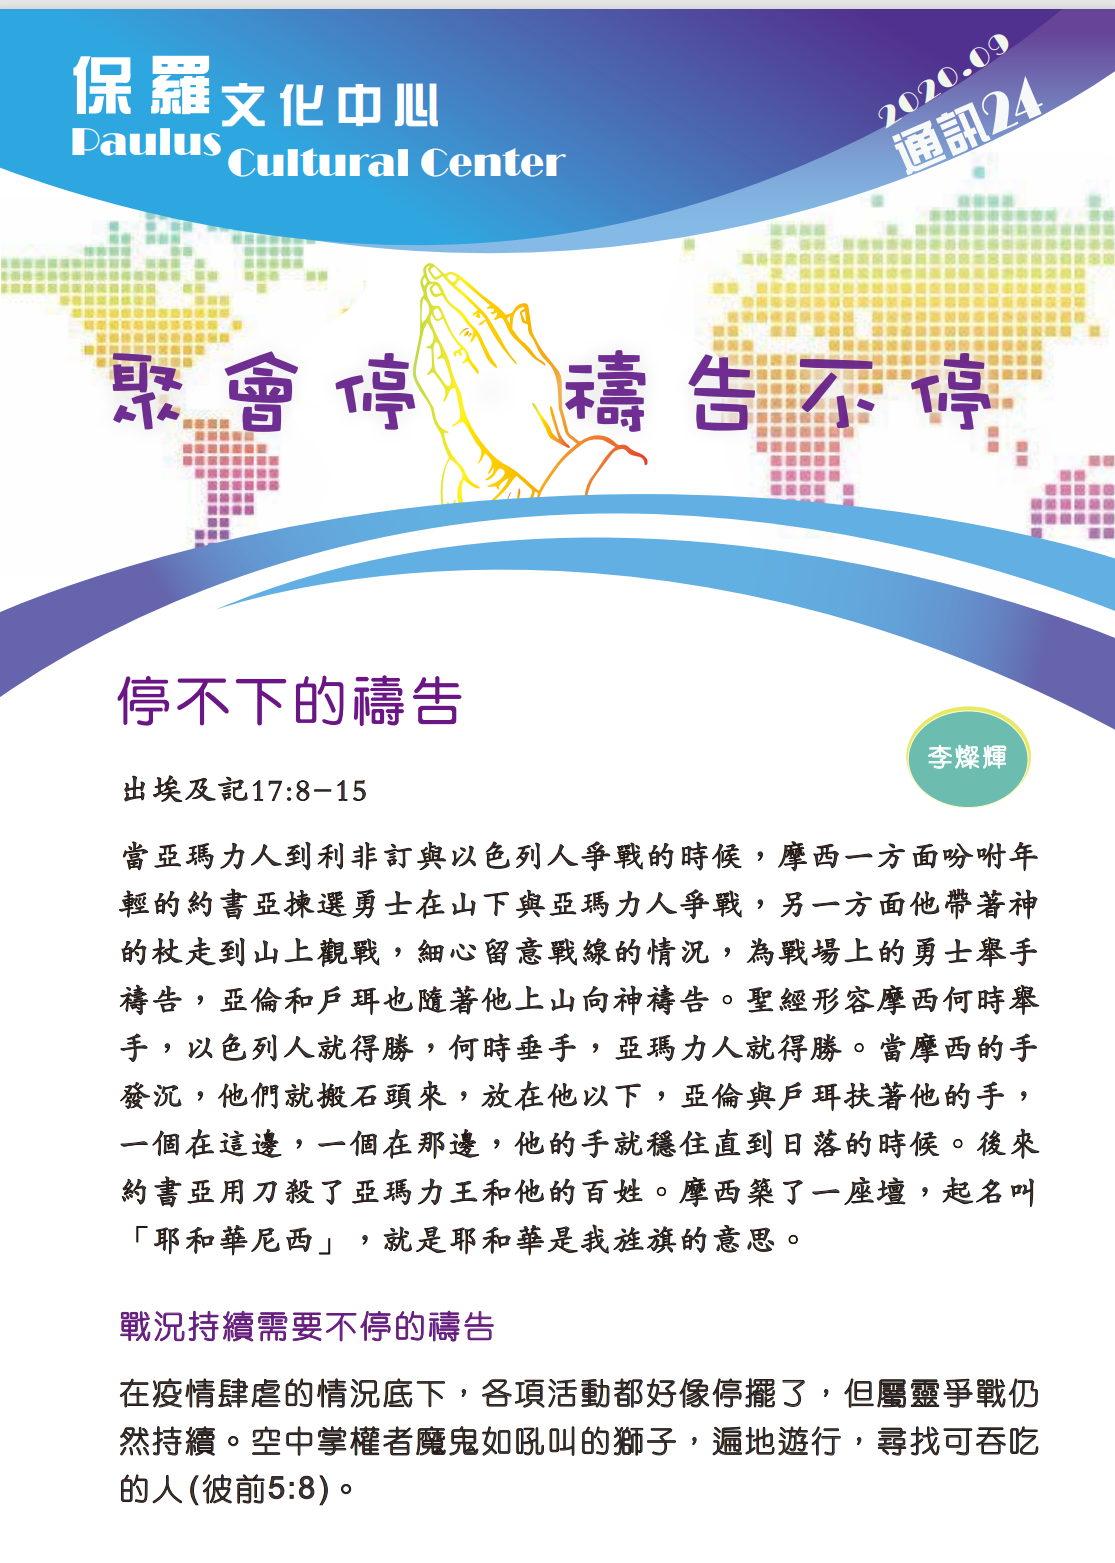 保羅文化中心
Paulus Cultural Center
2020.09
通訊24
聚會停 禱告不停
停不下的禱告
李燦輝
出埃及記17:8－15
當亞瑪力人到利非訂與以色列人爭戰的時候，摩西一方面吩咐年
輕的約書亞揀選勇士在山下與亞瑪力人爭戰，另一方面他帶著神
的杖走到山上觀戰，細心留意戰線的情況，為戰場上的勇士舉手
禱告，亞倫和戶珥也隨著他上山向神禱告。聖經形容摩西何時舉
手，以色列人就得勝，何時垂手，亞瑪力人就得勝。當摩西的手
發沉，他們就搬石頭來，放在他以下，亞倫與戶珥扶著他的手，
一個在這邊，一個在那邊，他的手就穩住直到日落的時候。後來
約書亞用刀殺了亞瑪力王和他的百姓。摩西築了一座壇，起名叫
「耶和華尼西」，就是耶和華是我旌旗的意思。
戰況持續需要不停的禱告
在疫情肆虐的情況底下，各項活動都好像停擺了，但屬靈爭戰仍
然持續。空中掌權者魔鬼如吼叫的獅子，遍地遊行，尋找可吞吃
的人(彼前5:8)。